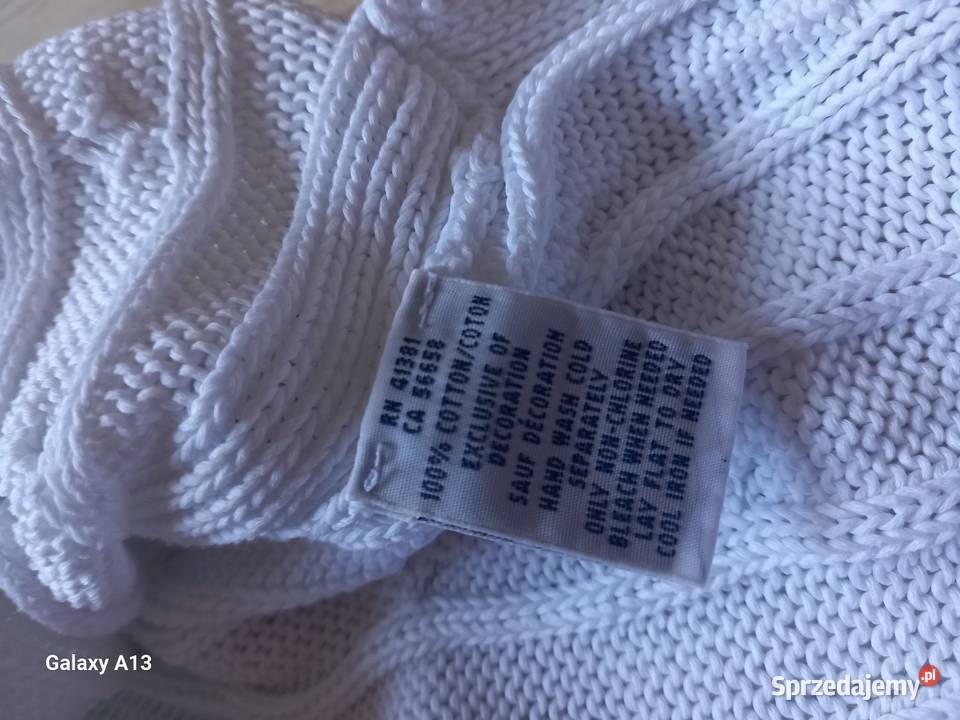 RN 41381
CA 56658
100% COTTON/COTON
EXCLUSIVE OF
DECORATION
SAUF DÉCORATION
HAND WASH COLD
SEPARATELY
ONLY NON-CHLORINE
BLEACH WHEN NEEDED
LAY FLAT TO DRY
COOL IRON IF NEEDED
Galaxy A13
Sprzedajemy.pl